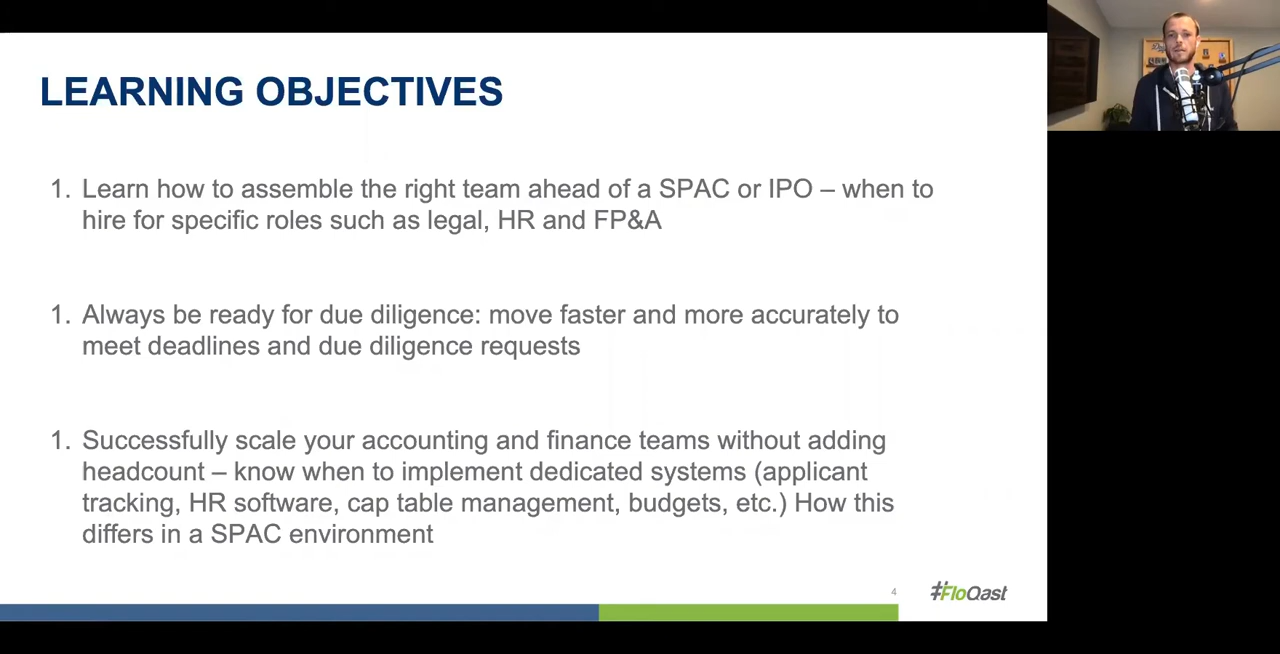 LEARNING OBJECTIVES
1. Learn how to assemble the right team ahead of a SPAC or IPO – when to
hire for specific roles such as legal, HR and FP&A
1. Always be ready for due diligence: move faster and more accurately to
meet deadlines and due diligence requests
1. Successfully scale your accounting and finance teams without adding
headcount – know when to implement dedicated systems (applicant
tracking, HR software, cap table management, budgets, etc.) How this
differs in a SPAC environment
4
FloQast